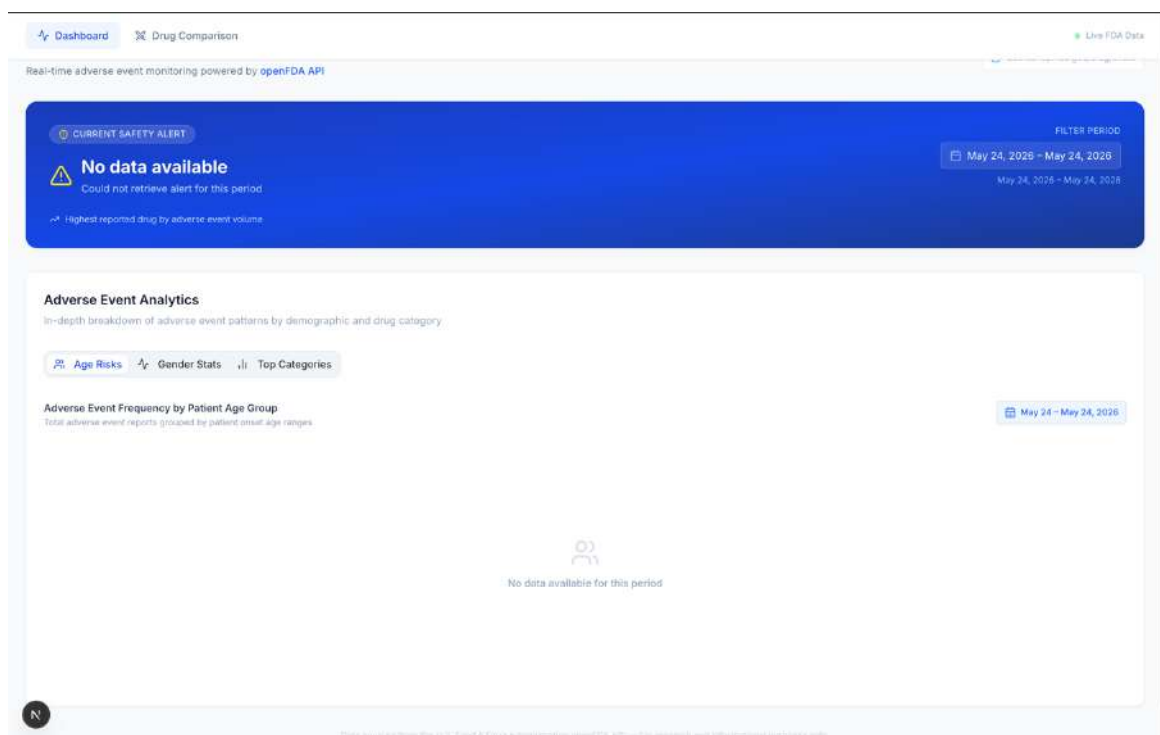 Dashboard
Drug Comparison
Live FDA Data
Real-time adverse event monitoring powered by openFDA API
CURRENT SAFETY ALERT
No data available
Could not retrieve alert for this period
Highest reported drug by adverse event volume
FILTER PERIOD
May 24, 2026 – May 24, 2026
May 24, 2026 – May 24, 2026
Adverse Event Analytics
In-depth breakdown of adverse event patterns by demographic and drug category
Age Risks
Gender Stats
Top Categories
Adverse Event Frequency by Patient Age Group
Total adverse event reports grouped by patient onset age ranges
May 24 – May 24, 2026
No data available for this period
N